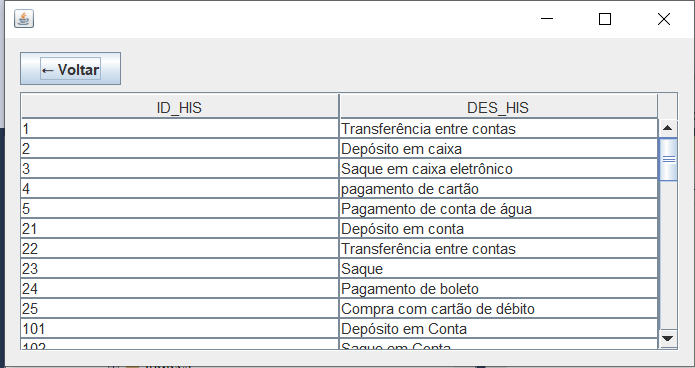 ← Voltar
ID_HIS DES_HIS
1 Transferência entre contas
2 Depósito em caixa
3 Saque em caixa eletrônico
4 pagamento de cartão
5 Pagamento de conta de água
21 Depósito em conta
22 Transferência entre contas
23 Saque
24 Pagamento de boleto
25 Compra com cartão de débito
101 Depósito em Conta
102 Saque em Conta